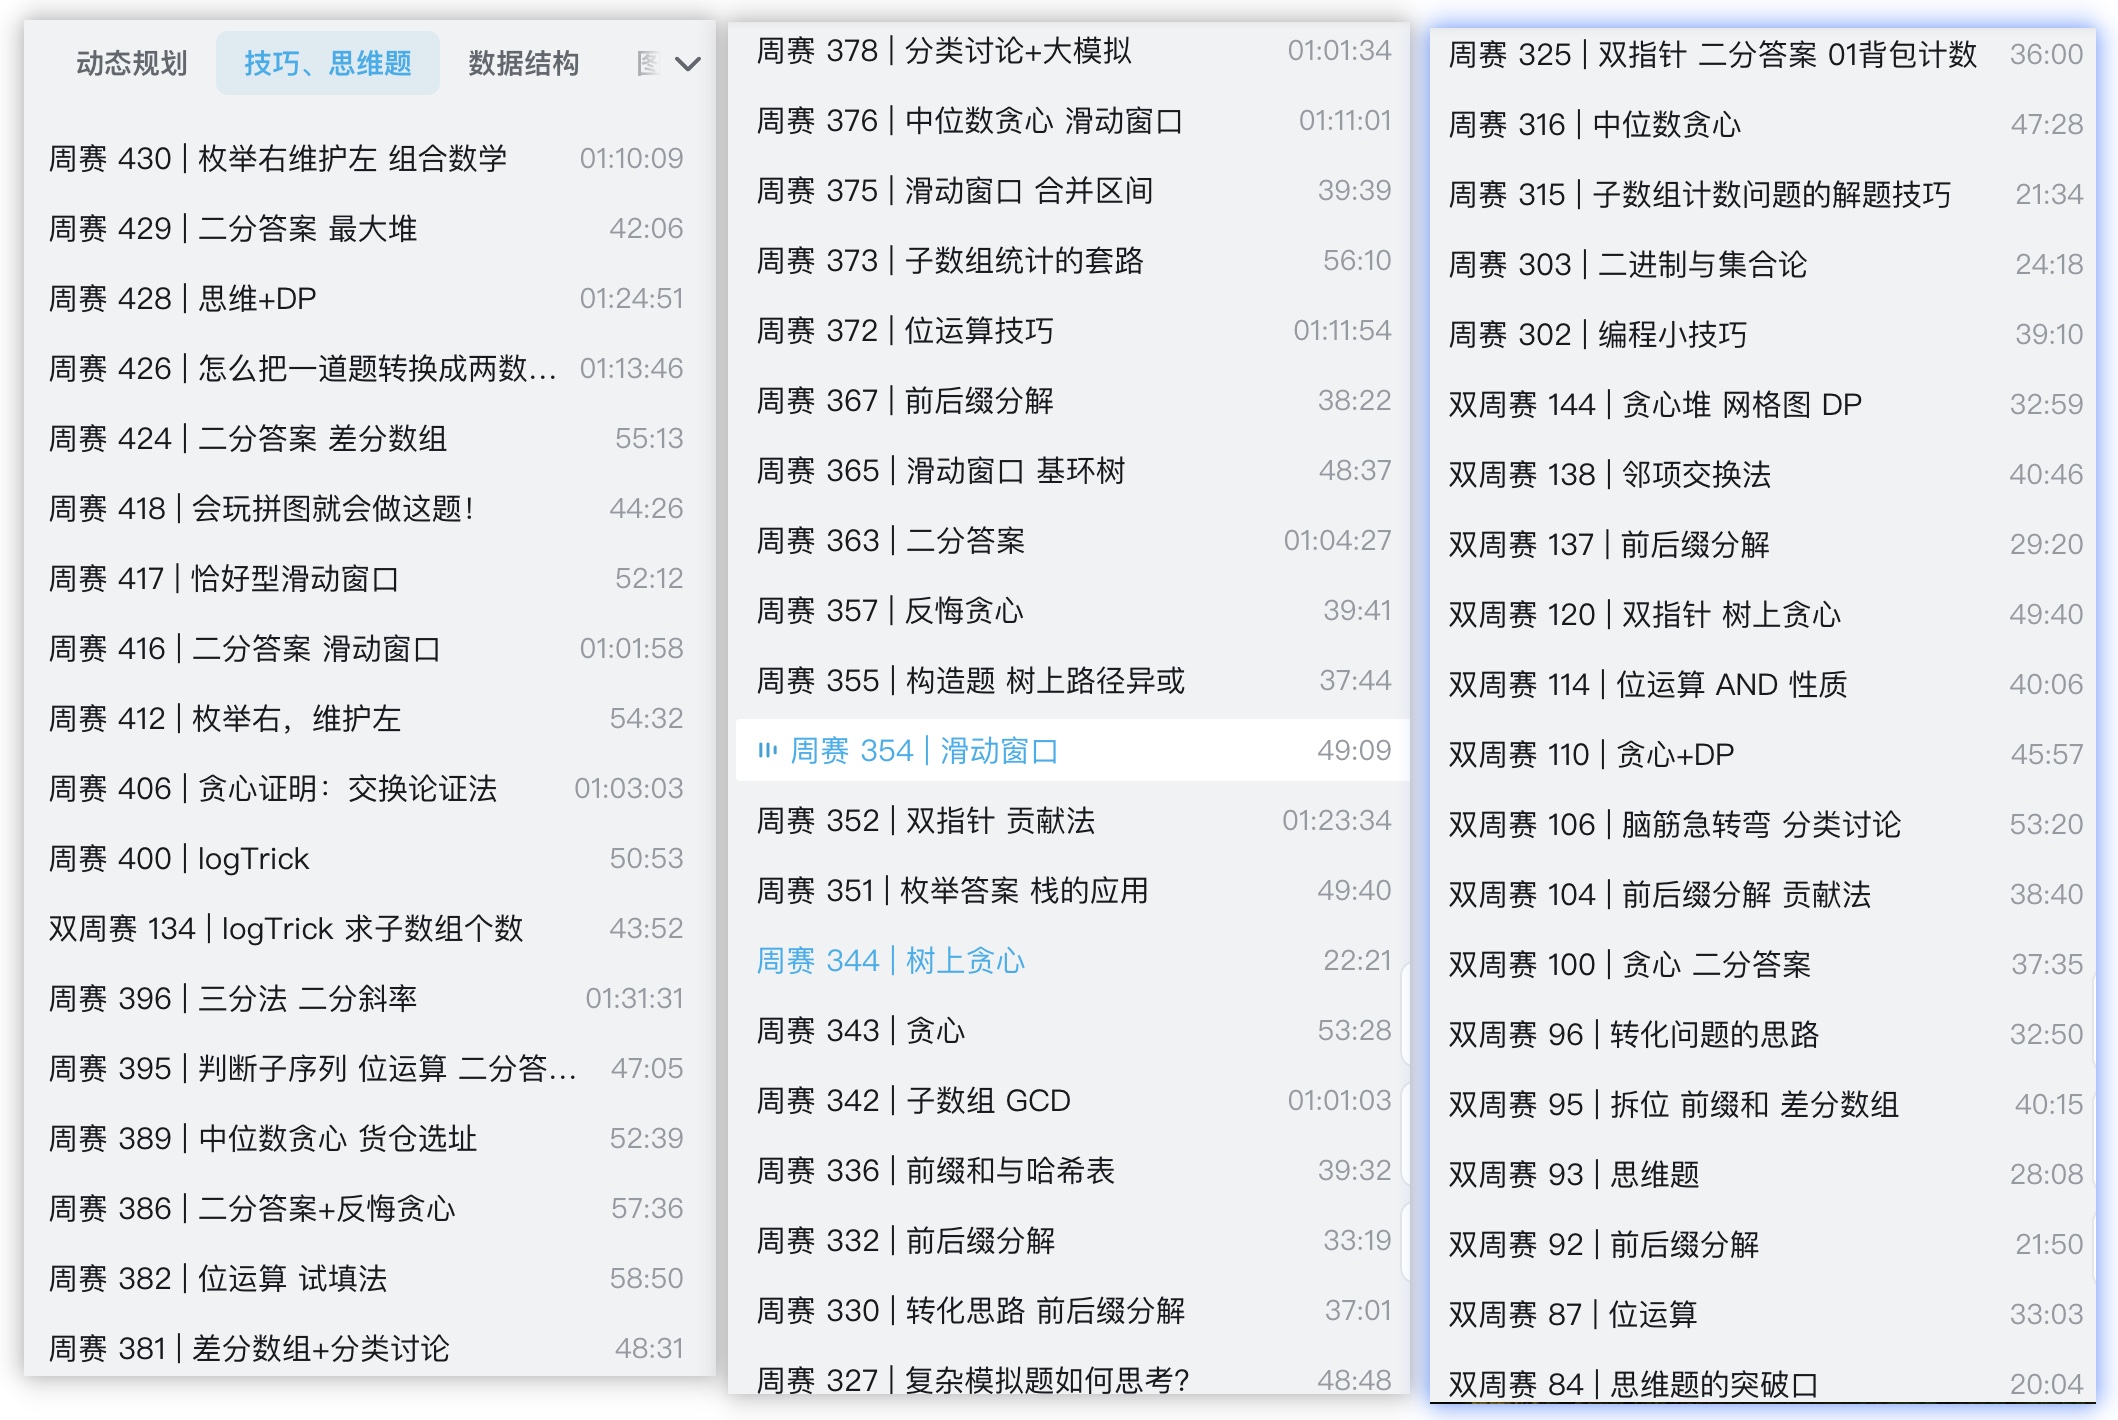 动态规划 技巧、思维题 数据结构
周赛 430 | 枚举右维护左 组合数学 01:10:09
周赛 429 | 二分答案 最大堆 42:06
周赛 428 | 思维+DP 01:24:51
周赛 426 | 怎么把一道题转换成两数... 01:13:46
周赛 424 | 二分答案 差分数组 55:13
周赛 418 | 会玩拼图就会做这题！ 44:26
周赛 417 | 恰好型滑动窗口 52:12
周赛 416 | 二分答案 滑动窗口 01:01:58
周赛 412 | 枚举右，维护左 54:32
周赛 406 | 贪心证明：交换论证法 01:03:03
周赛 400 | logTrick 50:53
双周赛 134 | logTrick 求子数组个数 43:52
周赛 396 | 三分法 二分斜率 01:31:31
周赛 395 | 判断子序列 位运算 二分答... 47:05
周赛 389 | 中位数贪心 货仓选址 52:39
周赛 386 | 二分答案+反悔贪心 57:36
周赛 382 | 位运算 试填法 58:50
周赛 381 | 差分数组+分类讨论 48:31
周赛 378 | 分类讨论+大模拟 01:01:34
周赛 376 | 中位数贪心 滑动窗口 01:11:01
周赛 375 | 滑动窗口 合并区间 39:39
周赛 373 | 子数组统计的套路 56:10
周赛 372 | 位运算技巧 01:11:54
周赛 367 | 前后缀分解 38:22
周赛 365 | 滑动窗口 基环树 48:37
周赛 363 | 二分答案 01:04:27
周赛 357 | 反悔贪心 39:41
周赛 355 | 构造题 树上路径异或 37:44
周赛 354 | 滑动窗口 49:09
周赛 352 | 双指针 贡献法 01:23:34
周赛 351 | 枚举答案 栈的应用 49:40
周赛 344 | 树上贪心 22:21
周赛 343 | 贪心 53:28
周赛 342 | 子数组 GCD 01:01:03
周赛 336 | 前缀和与哈希表 39:32
周赛 332 | 前后缀分解 33:19
周赛 330 | 转化思路 前后缀分解 37:01
周赛 327 | 复杂模拟题如何思考？ 48:48
周赛 325 | 双指针 二分答案 01背包计数 36:00
周赛 316 | 中位数贪心 47:28
周赛 315 | 子数组计数问题的解题技巧 21:34
周赛 303 | 二进制与集合论 24:18
周赛 302 | 编程小技巧 39:10
双周赛 144 | 贪心堆 网格图 DP 32:59
双周赛 138 | 邻项交换法 40:46
双周赛 137 | 前后缀分解 29:20
双周赛 120 | 双指针 树上贪心 49:40
双周赛 114 | 位运算 AND 性质 40:06
双周赛 110 | 贪心+DP 45:57
双周赛 106 | 脑筋急转弯 分类讨论 53:20
双周赛 104 | 前后缀分解 贡献法 38:40
双周赛 100 | 贪心 二分答案 37:35
双周赛 96 | 转化问题的思路 32:50
双周赛 95 | 拆位 前缀和 差分数组 40:15
双周赛 93 | 思维题 28:08
双周赛 92 | 前后缀分解 21:50
双周赛 87 | 位运算 33:03
双周赛 84 | 思维题的突破口 20:04